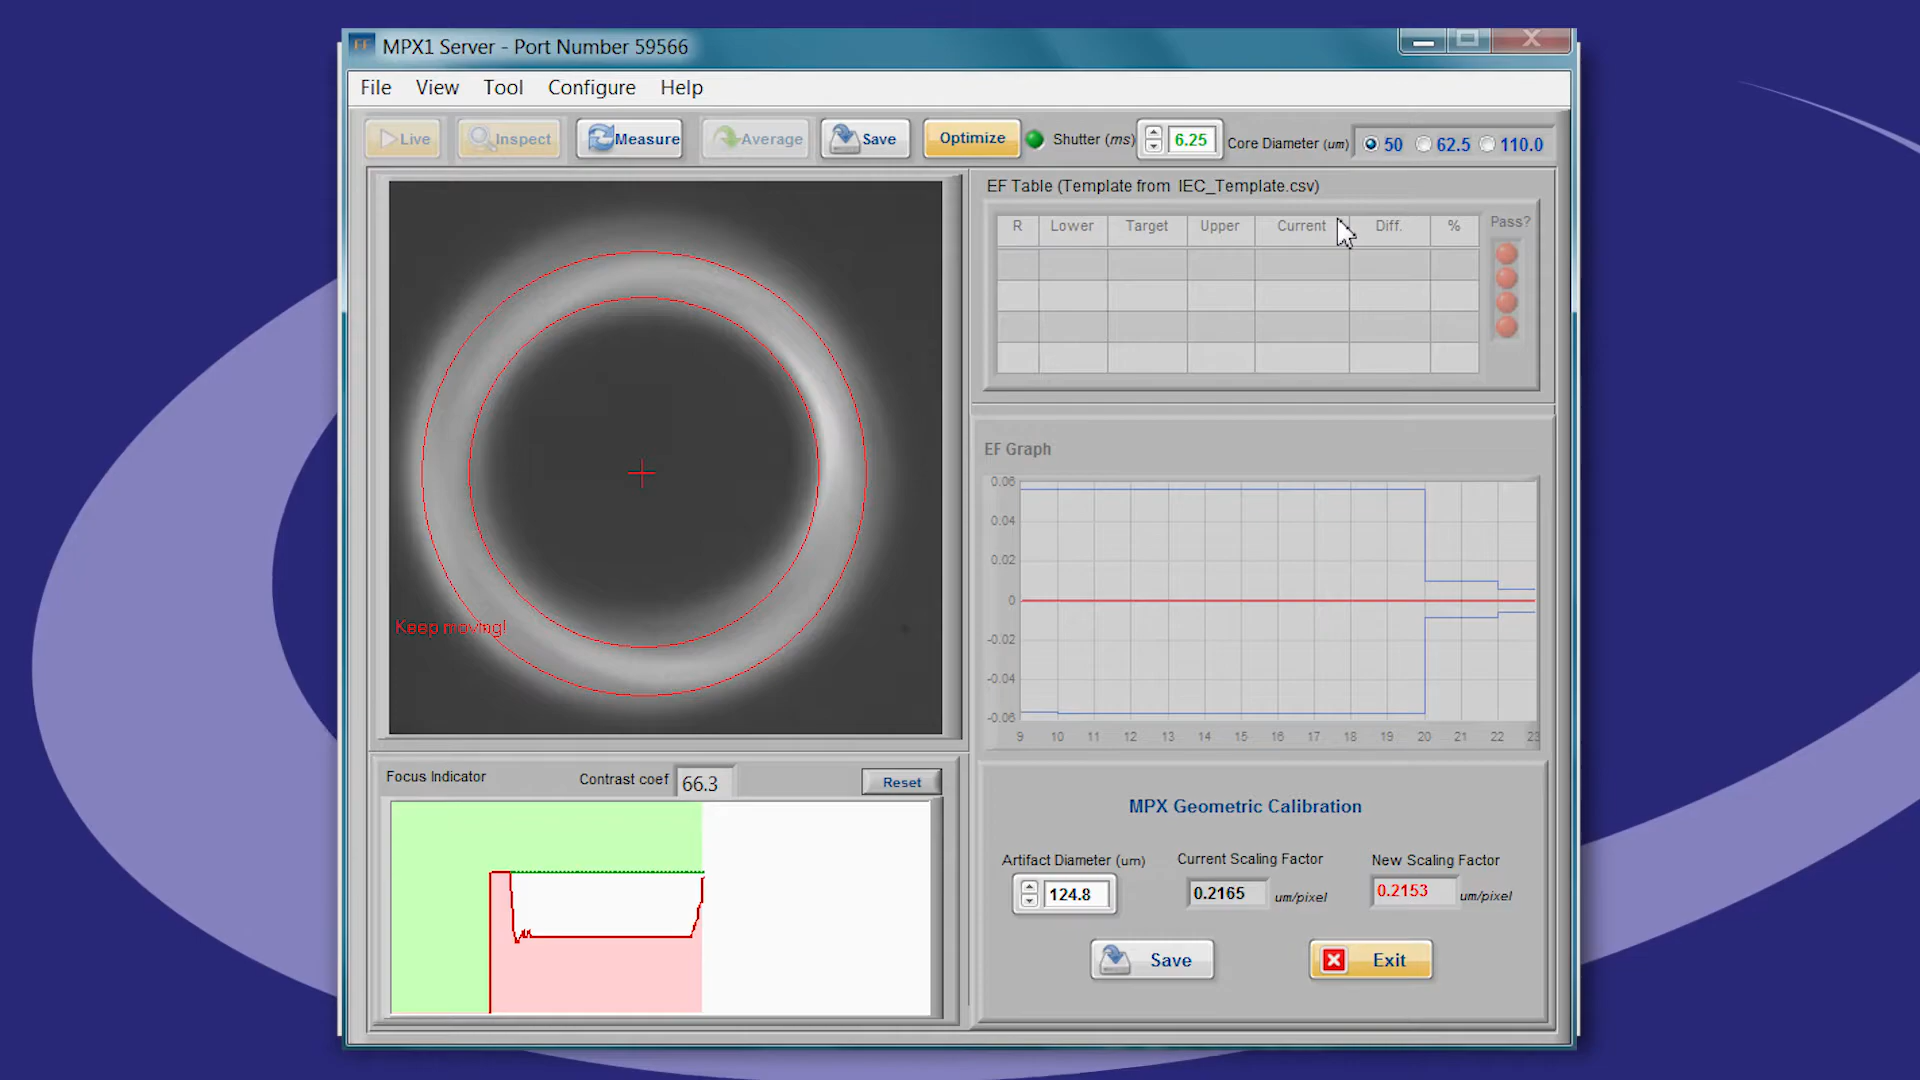 EF MPX1 Server - Port Number 59566
File View Tool Configure Help
Live Inspect Measure Average Save Optimize Shutter (ms) 6.25 Core Diameter (um) 50 62.5 110.0
EF Table (Template from IEC_Template.csv)
R Lower Target Upper Current Diff. % Pass?
Keep moving!
EF Graph
0.06
0.04
0.02
0
-0.02
-0.04
-0.06
9 10 11 12 13 14 15 16 17 18 19 20 21 22 23
Focus Indicator Contrast coef 66.3 Reset
MPX Geometric Calibration
Artifact Diameter (um) Current Scaling Factor New Scaling Factor
124.8 0.2165 um/pixel 0.2153 um/pixel
Save Exit